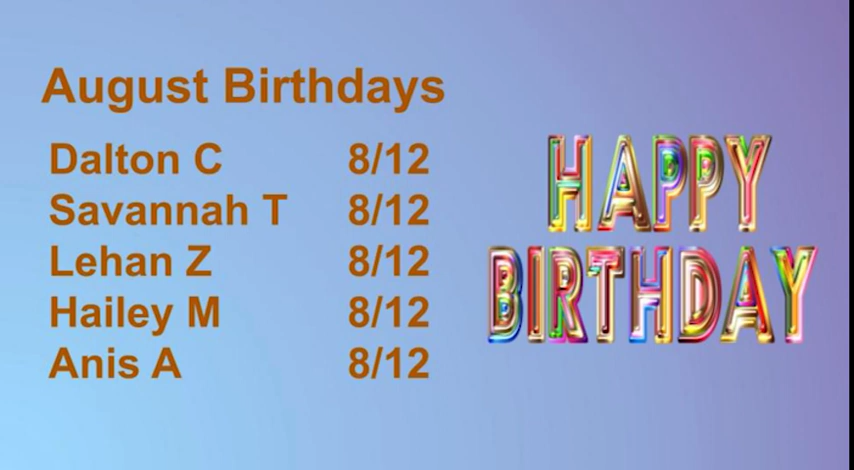 August Birthdays
Dalton C 8/12
Savannah T 8/12
Lehan Z 8/12
Hailey M 8/12
Anis A 8/12
HAPPY
BIRTHDAY